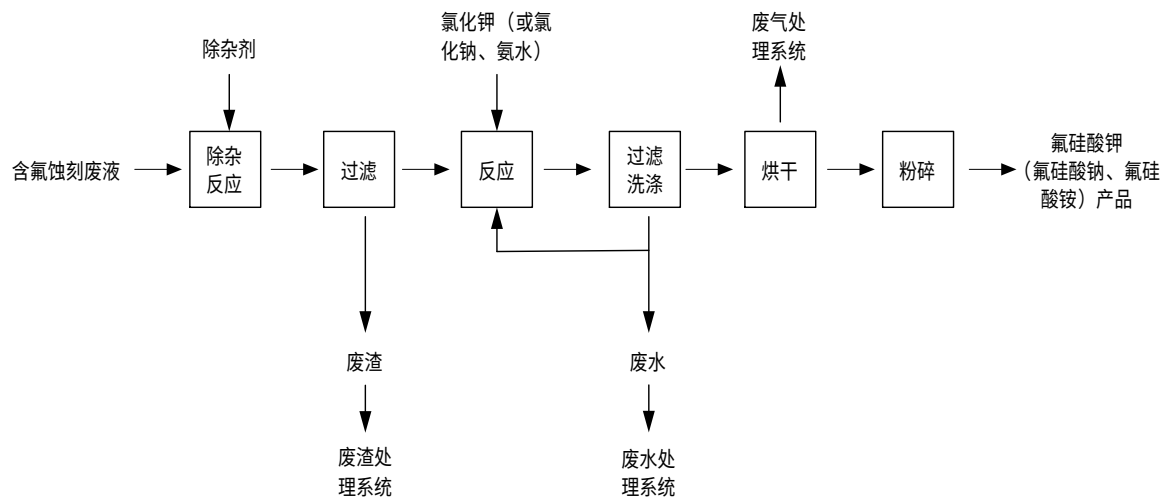 氯化钾（或氯
化钠、氨水）
废气处
理系统
除杂剂
含氟蚀刻废液
除杂
反应
过滤
反应
过滤
洗涤
烘干
粉碎
氟硅酸钾
（氟硅酸钠、氟硅
酸铵）产品
废渣
废水
废渣处
理系统
废水处
理系统